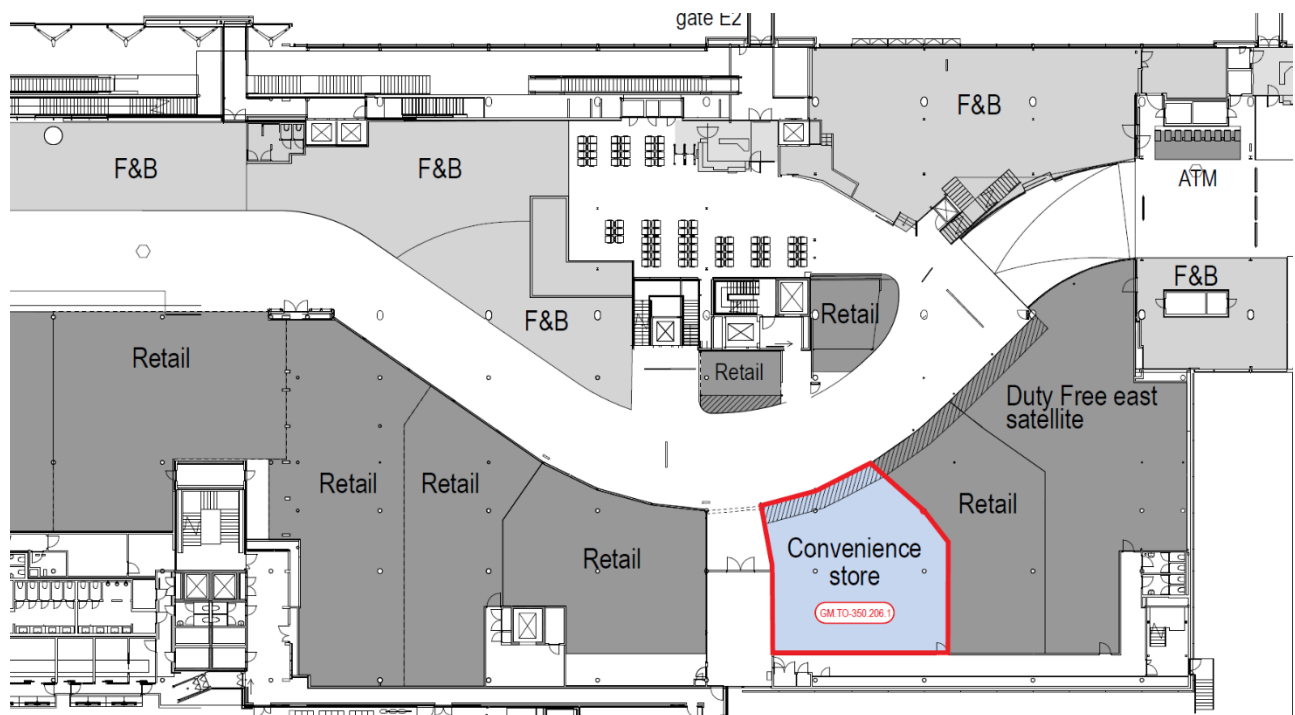 gate E2
F&B
F&B
F&B
ATM
F&B
F&B
Retail
Retail
Retail
Duty Free east
satellite
Retail
Retail
Retail
Retail
Convenience
store
GM.TO-350.206.1